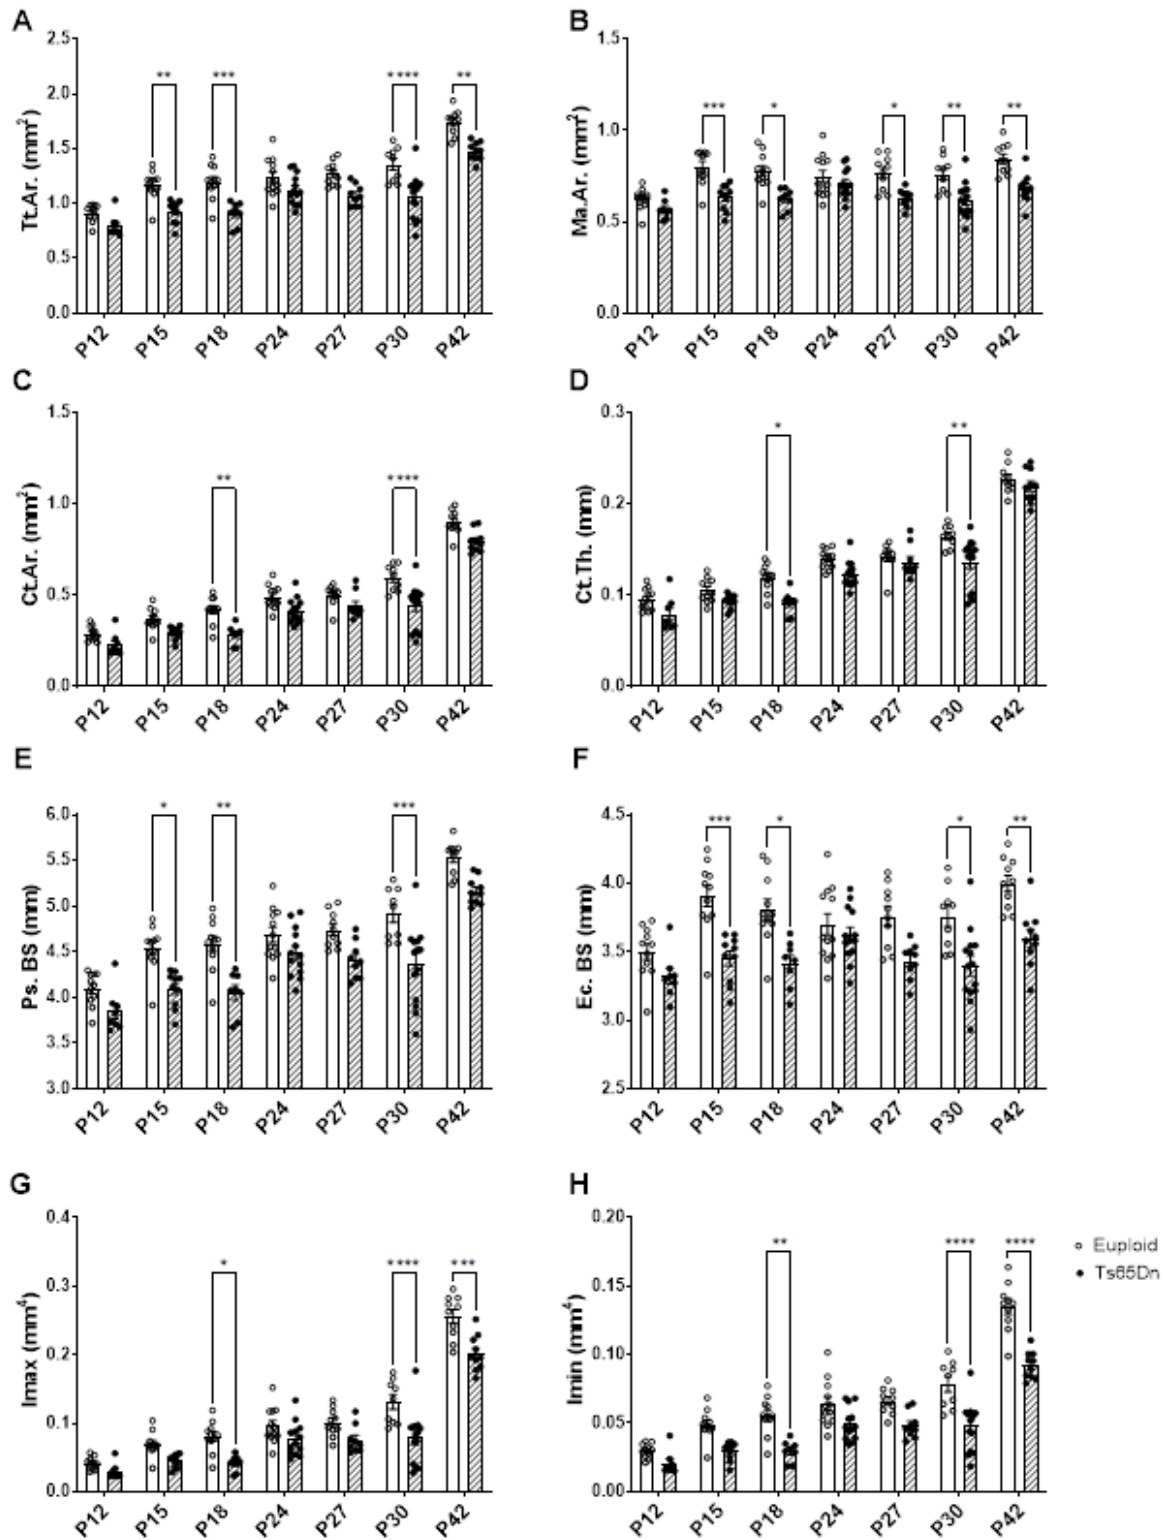 A
Tt.Ar. (mm²)
2.5
2.0
1.5
1.0
0.5
0.0
** *** **** **
P12 P15 P18 P24 P27 P30 P42
B
Ma.Ar. (mm²)
1.5
1.0
0.5
0.0
*** * * ** **
P12 P15 P18 P24 P27 P30 P42
C
Ct.Ar. (mm²)
1.5
1.0
0.5
0.0
** ****
P12 P15 P18 P24 P27 P30 P42
D
Ct.Th. (mm)
0.3
0.2
0.1
0.0
* **
P12 P15 P18 P24 P27 P30 P42
E
Ps. BS (mm)
6.0
5.5
5.0
4.5
4.0
3.5
3.0
* ** ***
P12 P15 P18 P24 P27 P30 P42
F
Ec. BS (mm)
4.5
4.0
3.5
3.0
2.5
*** * * **
P12 P15 P18 P24 P27 P30 P42
G
Imax (mm⁴)
0.4
0.3
0.2
0.1
0.0
* **** ***
P12 P15 P18 P24 P27 P30 P42
H
Imin (mm⁴)
0.20
0.15
0.10
0.05
0.00
** **** ****
P12 P15 P18 P24 P27 P30 P42
Euploid
Ts65Dn